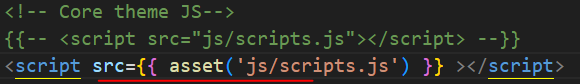 <!-- Core theme JS-->
{{-- <script src="js/scripts.js"></script> --}}
<script src={{ asset('js/scripts.js') }} ></script>